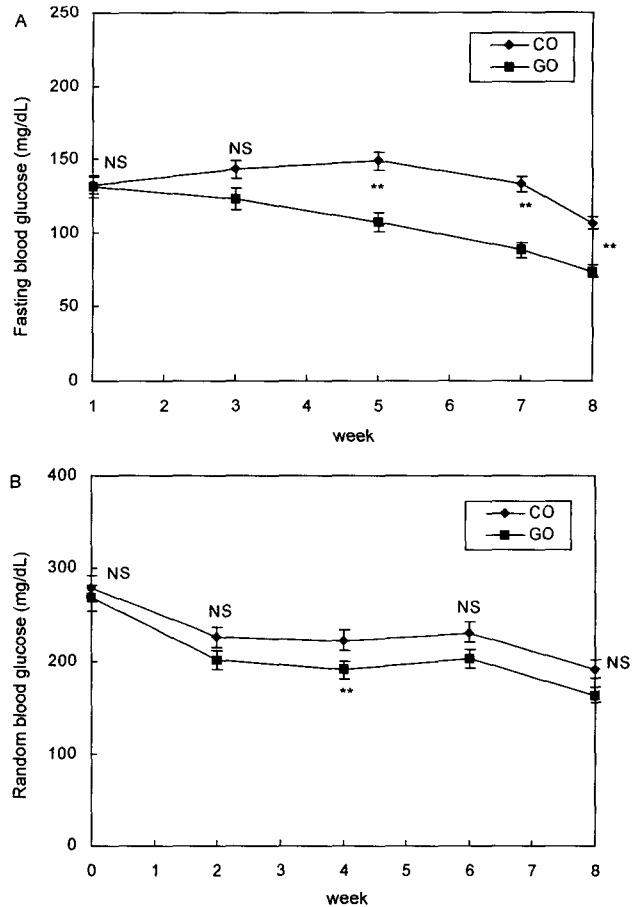 A
250
200
150
100
50
0
Fasting blood glucose (mg/dL)
CO
GO
NS
NS
**
**
**
1 2 3 4 5 6 7 8
week
B
400
300
200
100
0
Random blood glucose (mg/dL)
CO
GO
NS
NS
**
NS
NS
0 1 2 3 4 5 6 7 8
week